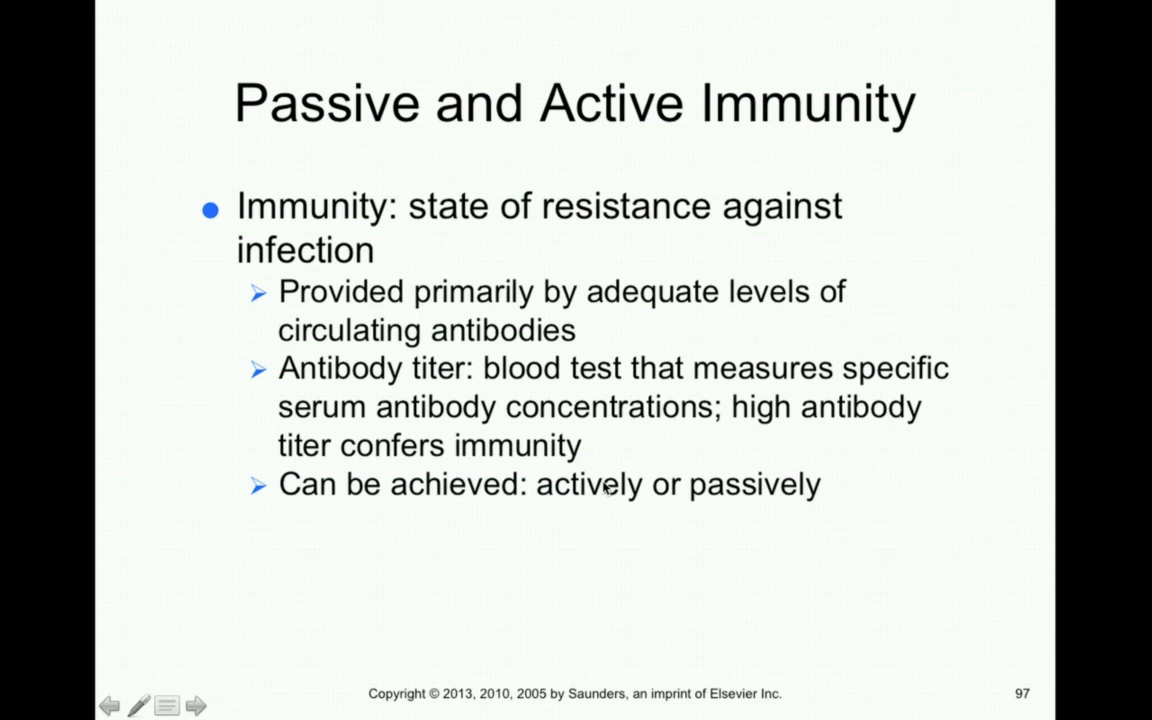 Passive and Active Immunity
Immunity: state of resistance against
infection
Provided primarily by adequate levels of
circulating antibodies
Antibody titer: blood test that measures specific
serum antibody concentrations; high antibody
titer confers immunity
Can be achieved: actively or passively
Copyright © 2013, 2010, 2005 by Saunders, an imprint of Elsevier Inc.
97